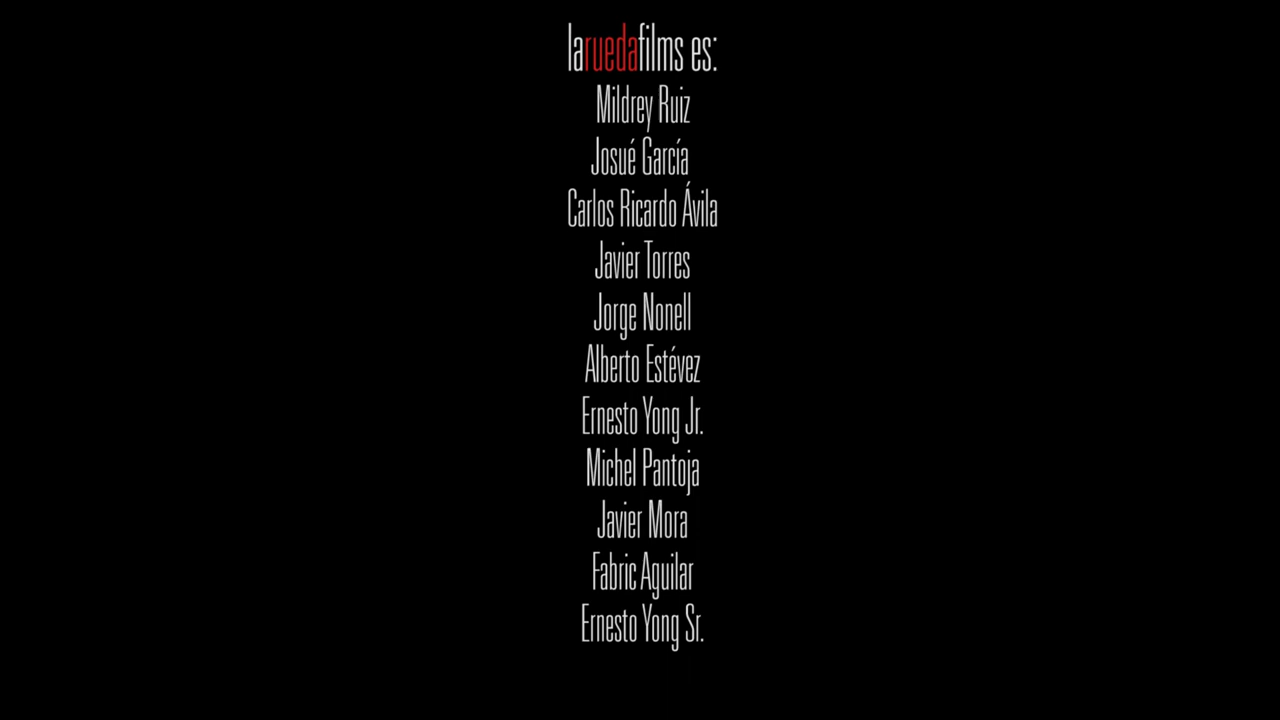 laruedafilms es:
Mildrey Ruiz
Josué García
Carlos Ricardo Ávila
Javier Torres
Jorge Nonell
Alberto Estévez
Ernesto Yong Jr.
Michel Pantoja
Javier Mora
Fabric Aguilar
Ernesto Yong Sr.